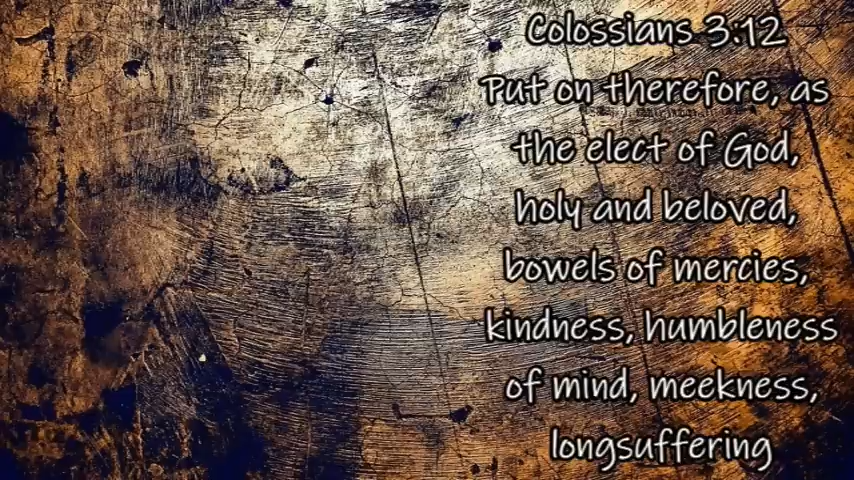 Colossians 3:12
Put on therefore, as
the elect of God,
holy and beloved,
bowels of mercies,
kindness, humbleness
of mind, meekness,
longsuffering